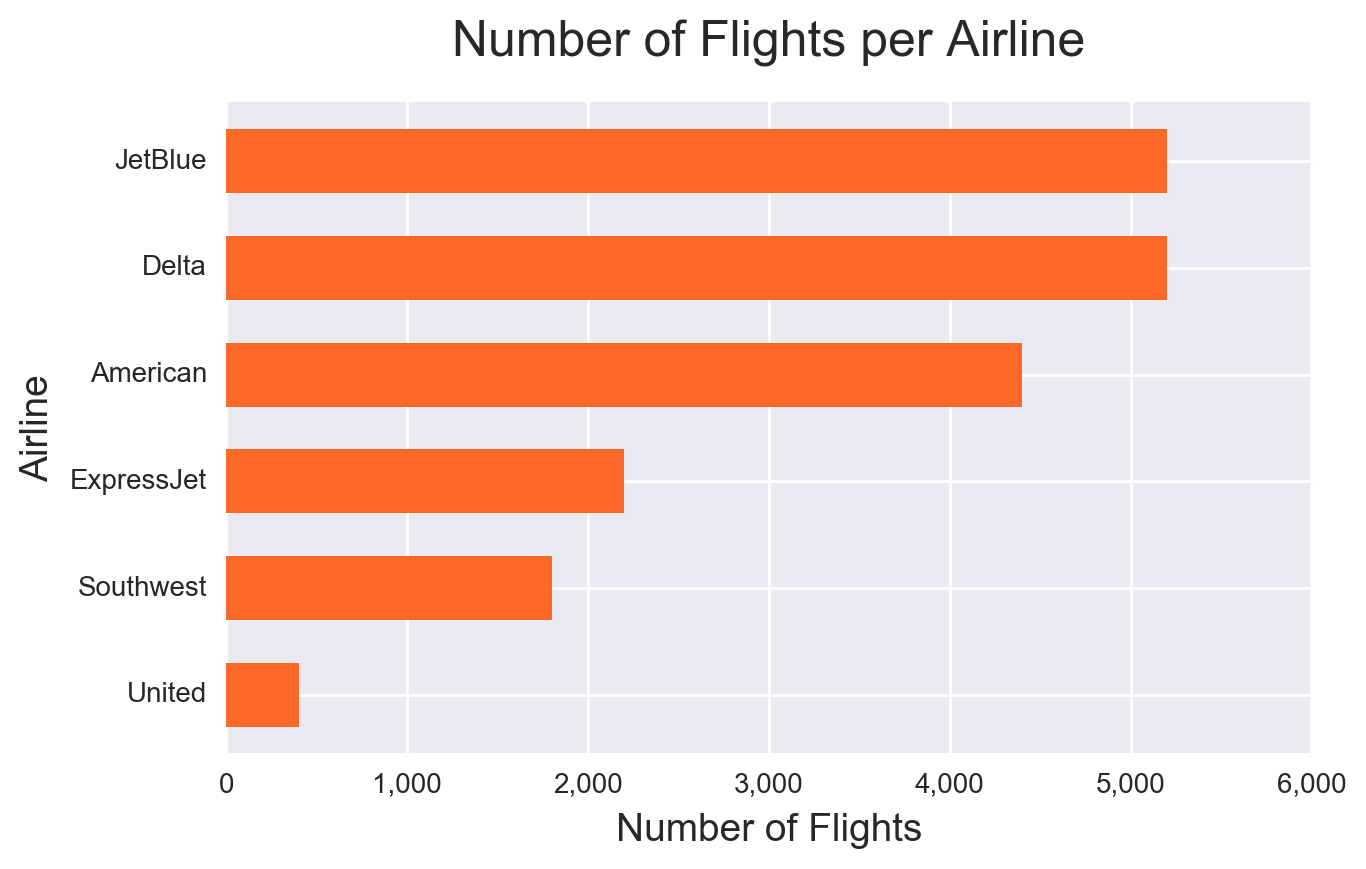 Number of Flights per Airline
JetBlue
Delta
American
ExpressJet
Southwest
United
Airline
0 1,000 2,000 3,000 4,000 5,000 6,000
Number of Flights